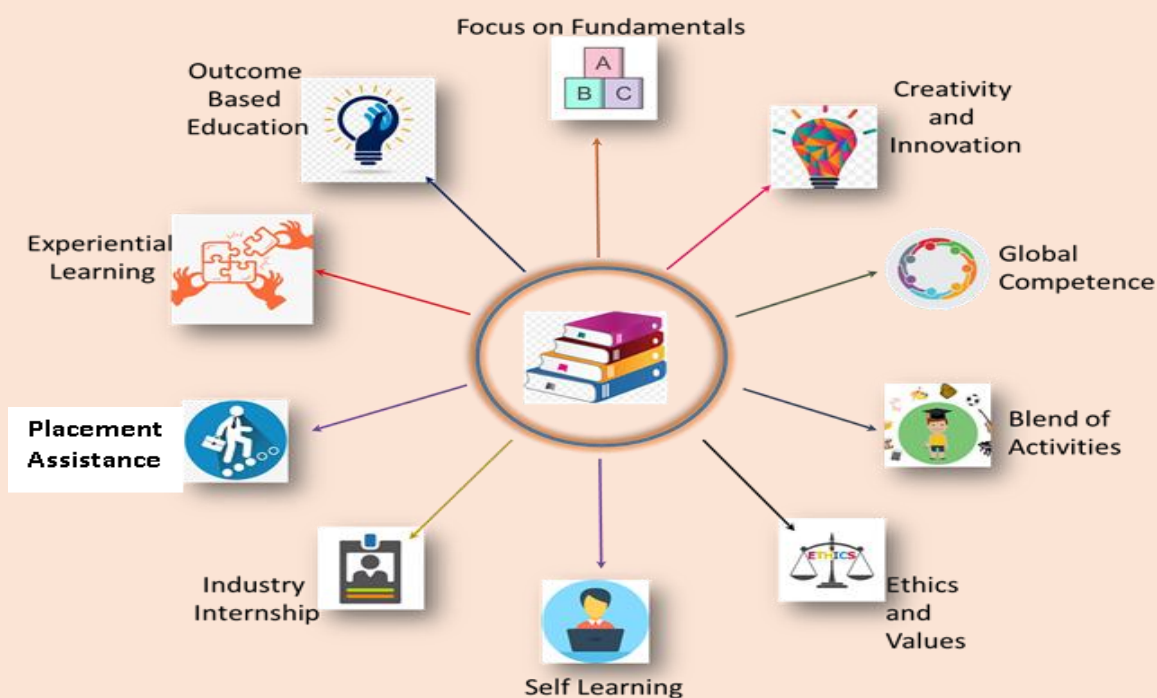 Focus on Fundamentals
A
B C
Outcome
Based
Education
Creativity
and
Innovation
Experiential
Learning
Global
Competence
Placement
Assistance
Blend of
Activities
Industry
Internship
ETHICS
Ethics
and
Values
Self Learning